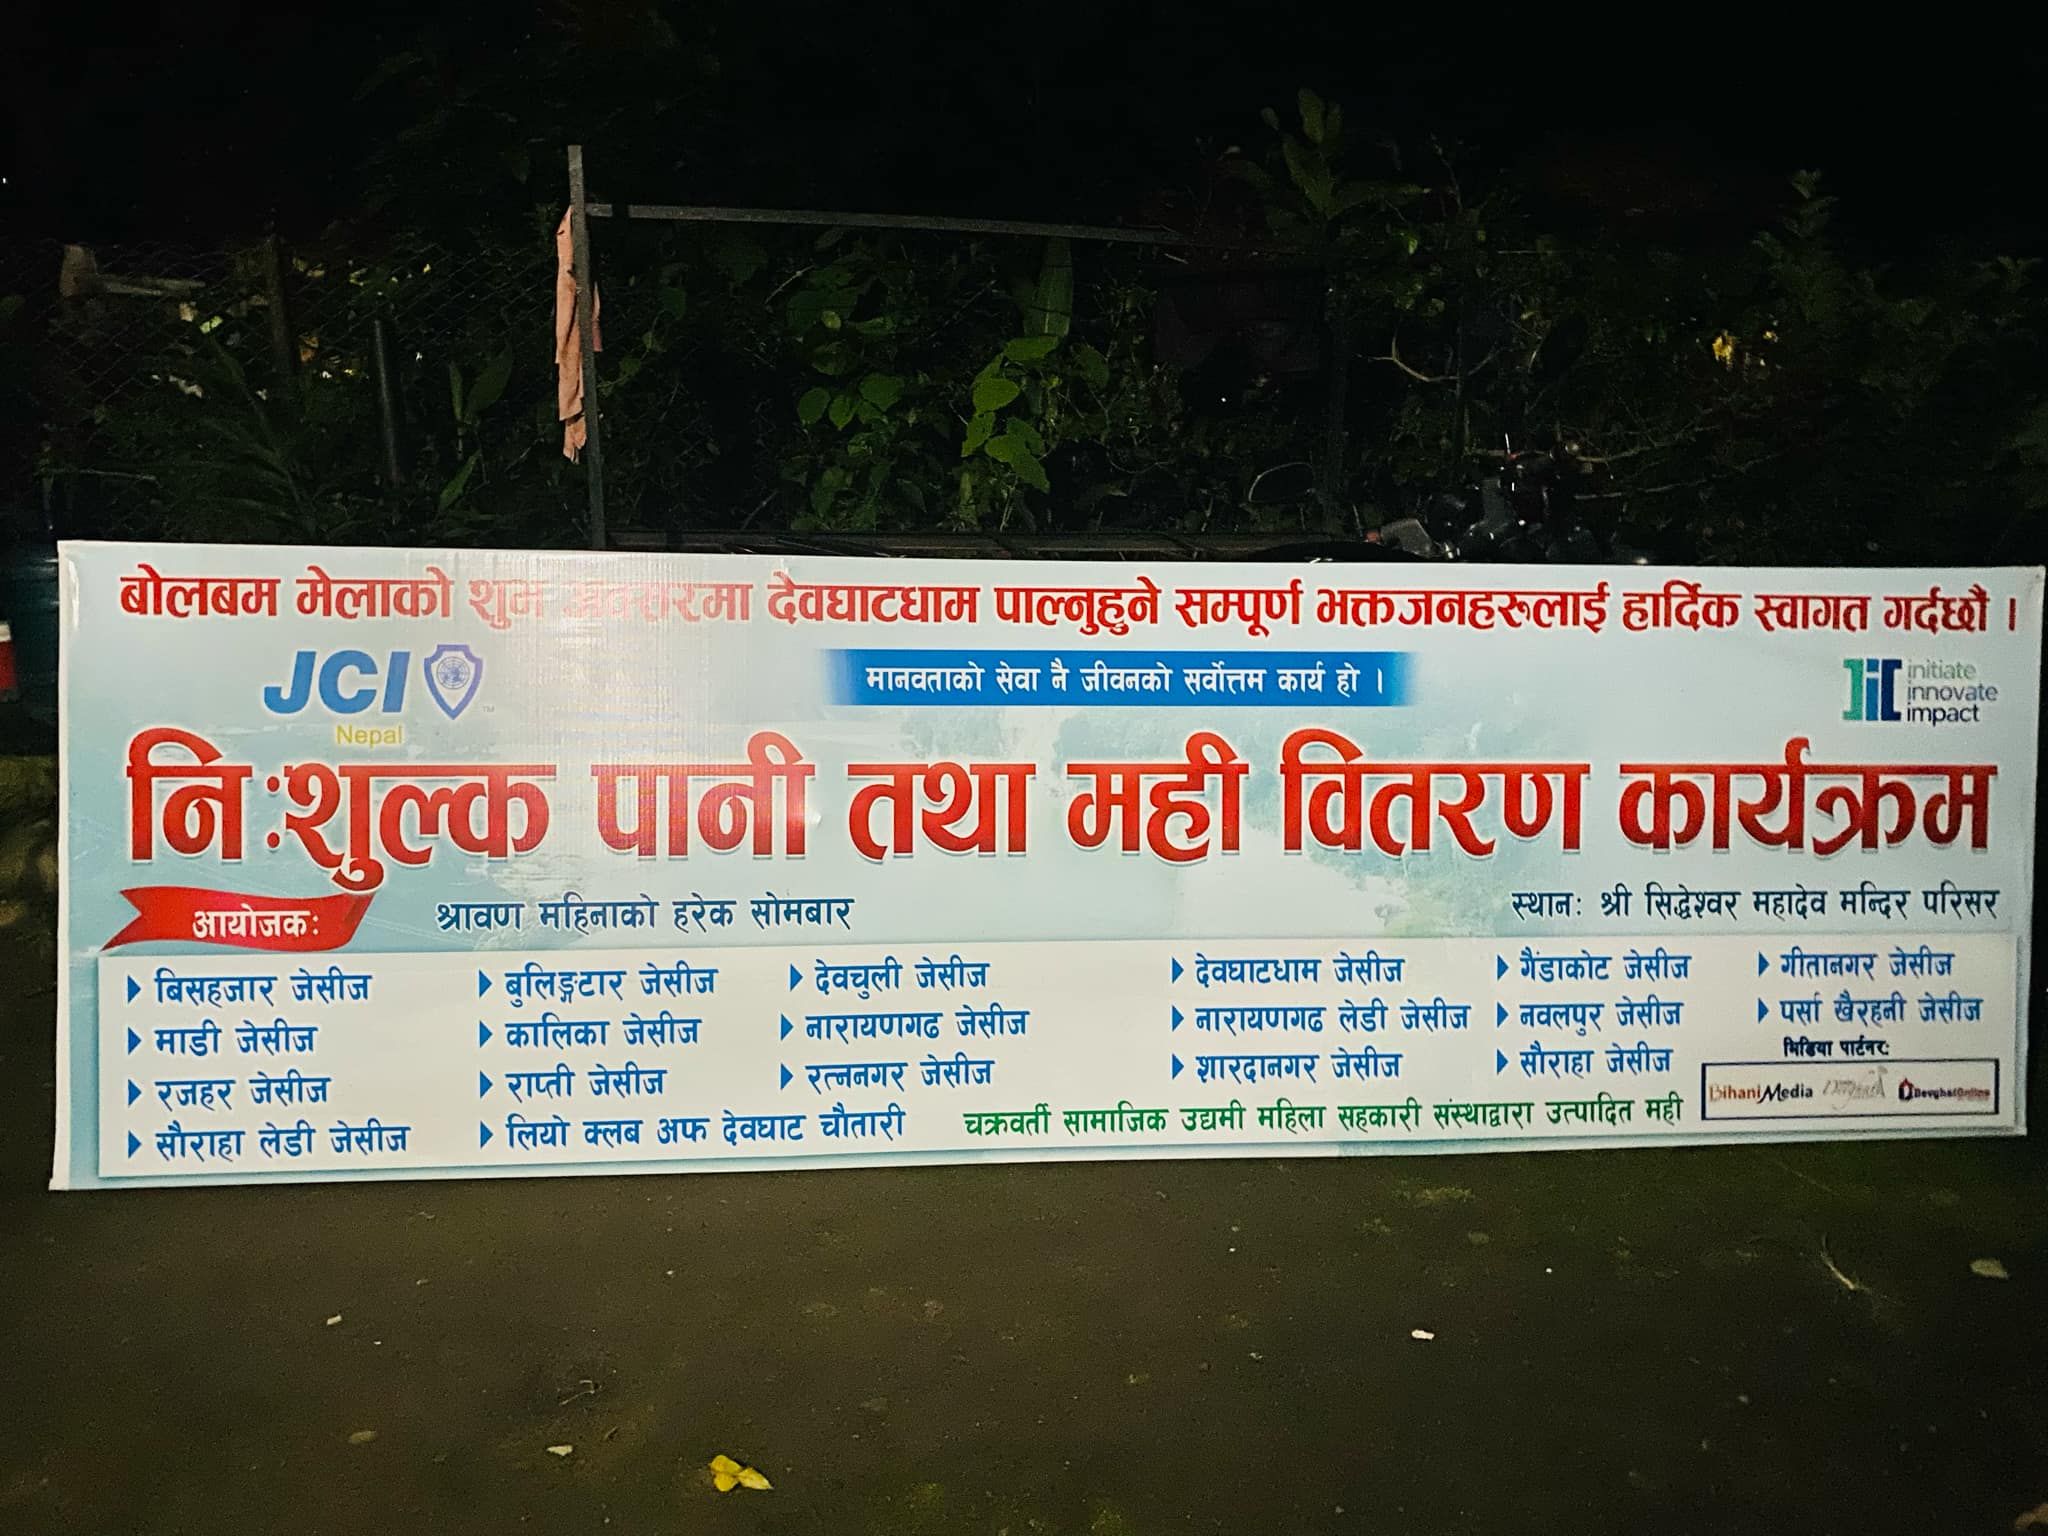 बोलबम मेलाको शुभ अवसरमा देवघाटधाम पाल्नुहुने सम्पूर्ण भक्तजनहरुलाई हार्दिक स्वागत गर्दछौं ।
JCI
Nepal
मानवताको सेवा नै जीवनको सर्वोत्तम कार्य हो ।
initiate
innovate
impact
निःशुल्क पानी तथा मही वितरण कार्यक्रम
आयोजकः
श्रावण महिनाको हरेक सोमबार
स्थानः श्री सिद्धेश्वर महादेव मन्दिर परिसर
बिसहजार जेसीज
माडी जेसीज
रजहर जेसीज
सौराहा लेडी जेसीज
बुलिङ्गटार जेसीज
कालिका जेसीज
राप्ती जेसीज
लियो क्लब अफ देवघाट चौतारी
देवचुली जेसीज
नारायणगढ जेसीज
रत्ननगर जेसीज
देवघाटधाम जेसीज
नारायणगढ लेडी जेसीज
शारदानगर जेसीज
गैंडाकोट जेसीज
नवलपुर जेसीज
सौराहा जेसीज
गीतानगर जेसीज
पर्सा खैरहनी जेसीज
मिडिया पार्टनरः
Bihani Media
DevghatOnline
चक्रवर्ती सामाजिक उद्यमी महिला सहकारी संस्थाद्वारा उत्पादित मही